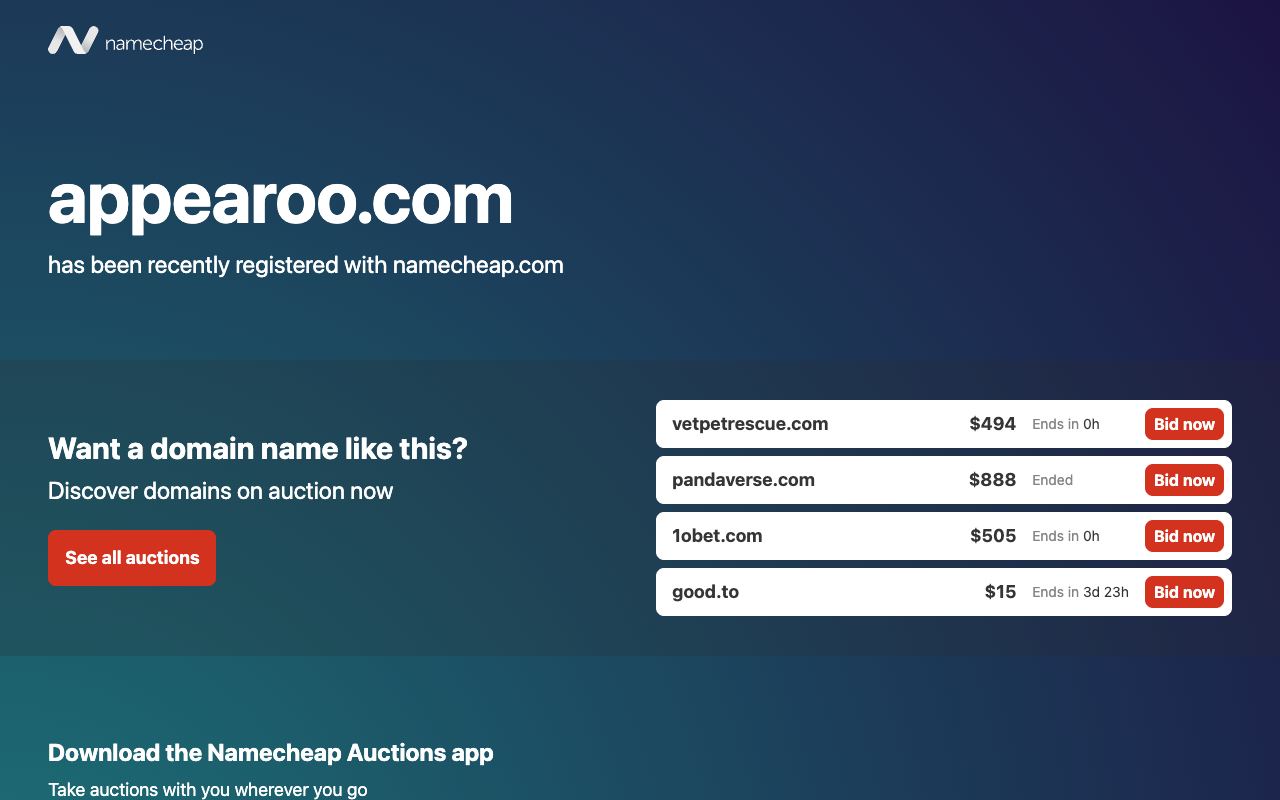 namecheap
appearoo.com
has been recently registered with namecheap.com
Want a domain name like this?
Discover domains on auction now
See all auctions
vetpetrescue.com $494 Ends in 0h Bid now
pandaverse.com $888 Ended Bid now
1obet.com $505 Ends in 0h Bid now
good.to $15 Ends in 3d 23h Bid now
Download the Namecheap Auctions app
Take auctions with you wherever you go